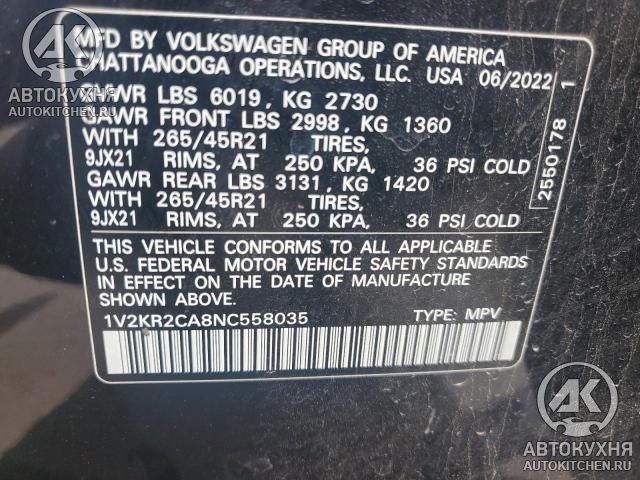 MFD BY VOLKSWAGEN GROUP OF AMERICA
CHATTANOOGA OPERATIONS, LLC. USA 06/2022
GVWR LBS 6019, KG 2730
GAWR FRONT LBS 2998, KG 1360
WITH 265/45R21 TIRES,
9JX21 RIMS, AT 250 KPA, 36 PSI COLD
GAWR REAR LBS 3131, KG 1420
WITH 265/45R21 TIRES,
9JX21 RIMS, AT 250 KPA, 36 PSI COLD
THIS VEHICLE CONFORMS TO ALL APPLICABLE
U.S. FEDERAL MOTOR VEHICLE SAFETY STANDARDS
IN EFFECT ON THE DATE OF MANUFACTURE
SHOWN ABOVE.
1V2KR2CA8NC558035 TYPE: MPV
2550178 1
АК
АВТОКУХНЯ
AUTOKITCHEN.RU
АК
АВТОКУХНЯ
AUTOKITCHEN.RU